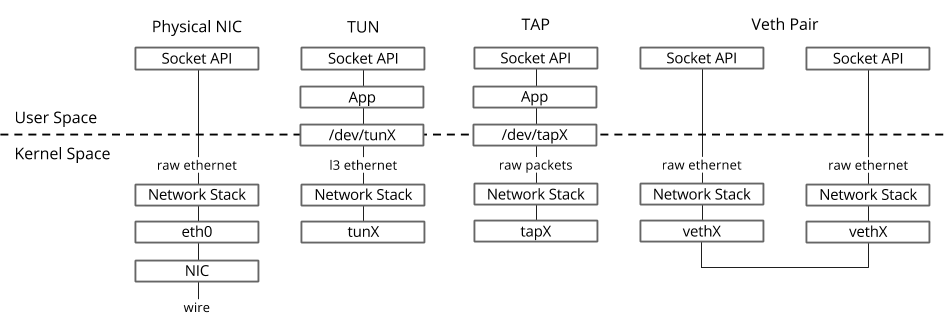 Physical NIC
TUN
TAP
Veth Pair
Socket API
Socket API
Socket API
Socket API
Socket API
App
App
User Space
/dev/tunX
/dev/tapX
Kernel Space
raw ethernet
l3 ethernet
raw packets
raw ethernet
raw ethernet
Network Stack
Network Stack
Network Stack
Network Stack
Network Stack
eth0
tunX
tapX
vethX
vethX
NIC
wire